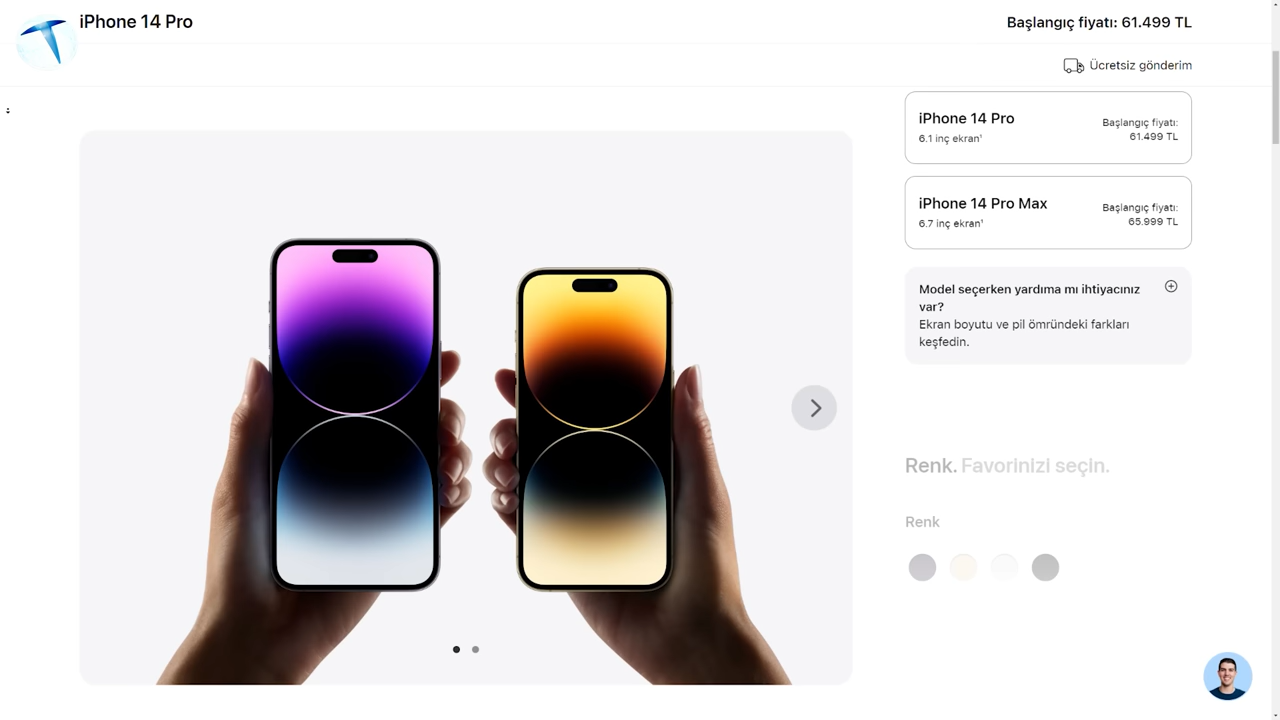 iPhone 14 Pro
Başlangıç fiyatı: 61.499 TL
Ücretsiz gönderim
iPhone 14 Pro
6.1 inç ekran¹
Başlangıç fiyatı:
61.499 TL
iPhone 14 Pro Max
6.7 inç ekran¹
Başlangıç fiyatı:
65.999 TL
Model seçerken yardıma mı ihtiyacınız
var?
Ekran boyutu ve pil ömründeki farkları
keşfedin.
Renk. Favorinizi seçin.
Renk